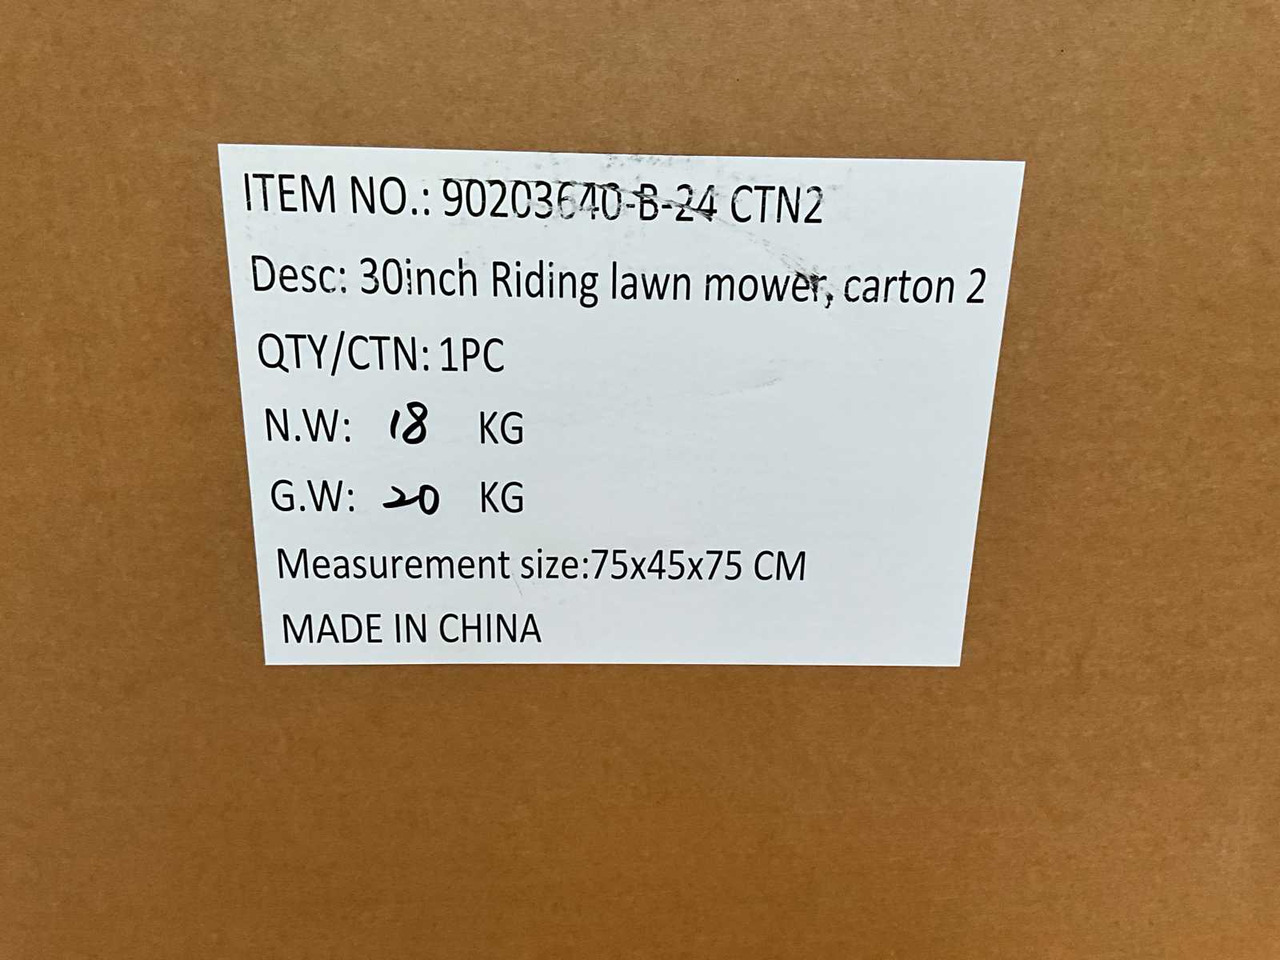 ITEM NO.: 90203640-B-24 CTN2
Desc: 30inch Riding lawn mower, carton 2
QTY/CTN: 1PC
N.W: 18 KG
G.W: 20 KG
Measurement size:75x45x75 CM
MADE IN CHINA